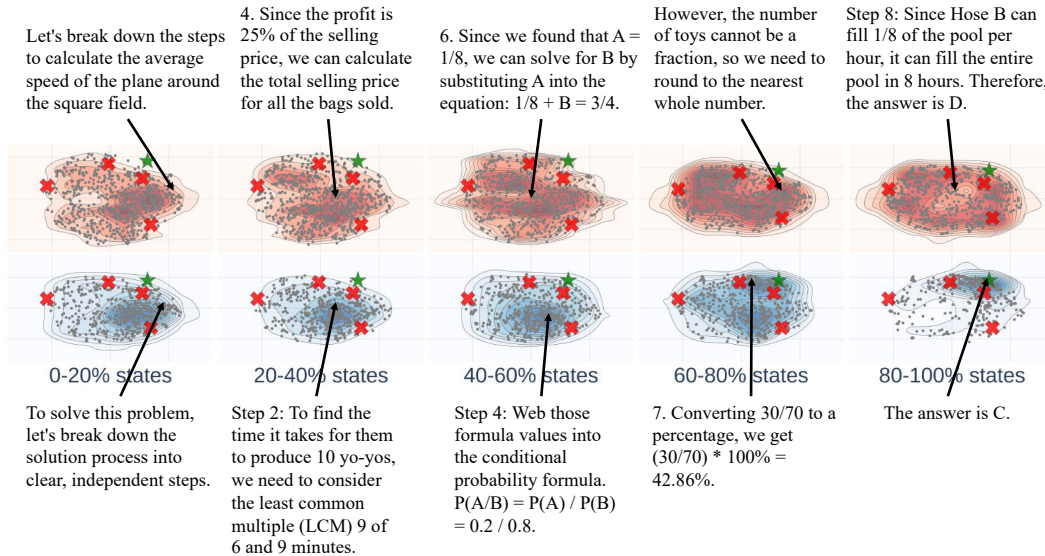 Let's break down the steps
to calculate the average
speed of the plane around
the square field.
4. Since the profit is
25% of the selling
price, we can calculate
the total selling price
for all the bags sold.
6. Since we found that A =
1/8, we can solve for B by
substituting A into the
equation: 1/8 + B = 3/4.
However, the number
of toys cannot be a
fraction, so we need to
round to the nearest
whole number.
Step 8: Since Hose B can
fill 1/8 of the pool per
hour, it can fill the entire
pool in 8 hours. Therefore,
the answer is D.
0-20% states
20-40% states
40-60% states
60-80% states
80-100% states
To solve this problem,
let's break down the
solution process into
clear, independent steps.
Step 2: To find the
time it takes for them
to produce 10 yo-yos,
we need to consider
the least common
multiple (LCM) 9 of
6 and 9 minutes.
Step 4: Web those
formula values into
the conditional
probability formula.
P(A/B) = P(A) / P(B)
= 0.2 / 0.8.
7. Converting 30/70 to a
percentage, we get
(30/70) * 100% =
42.86%.
The answer is C.